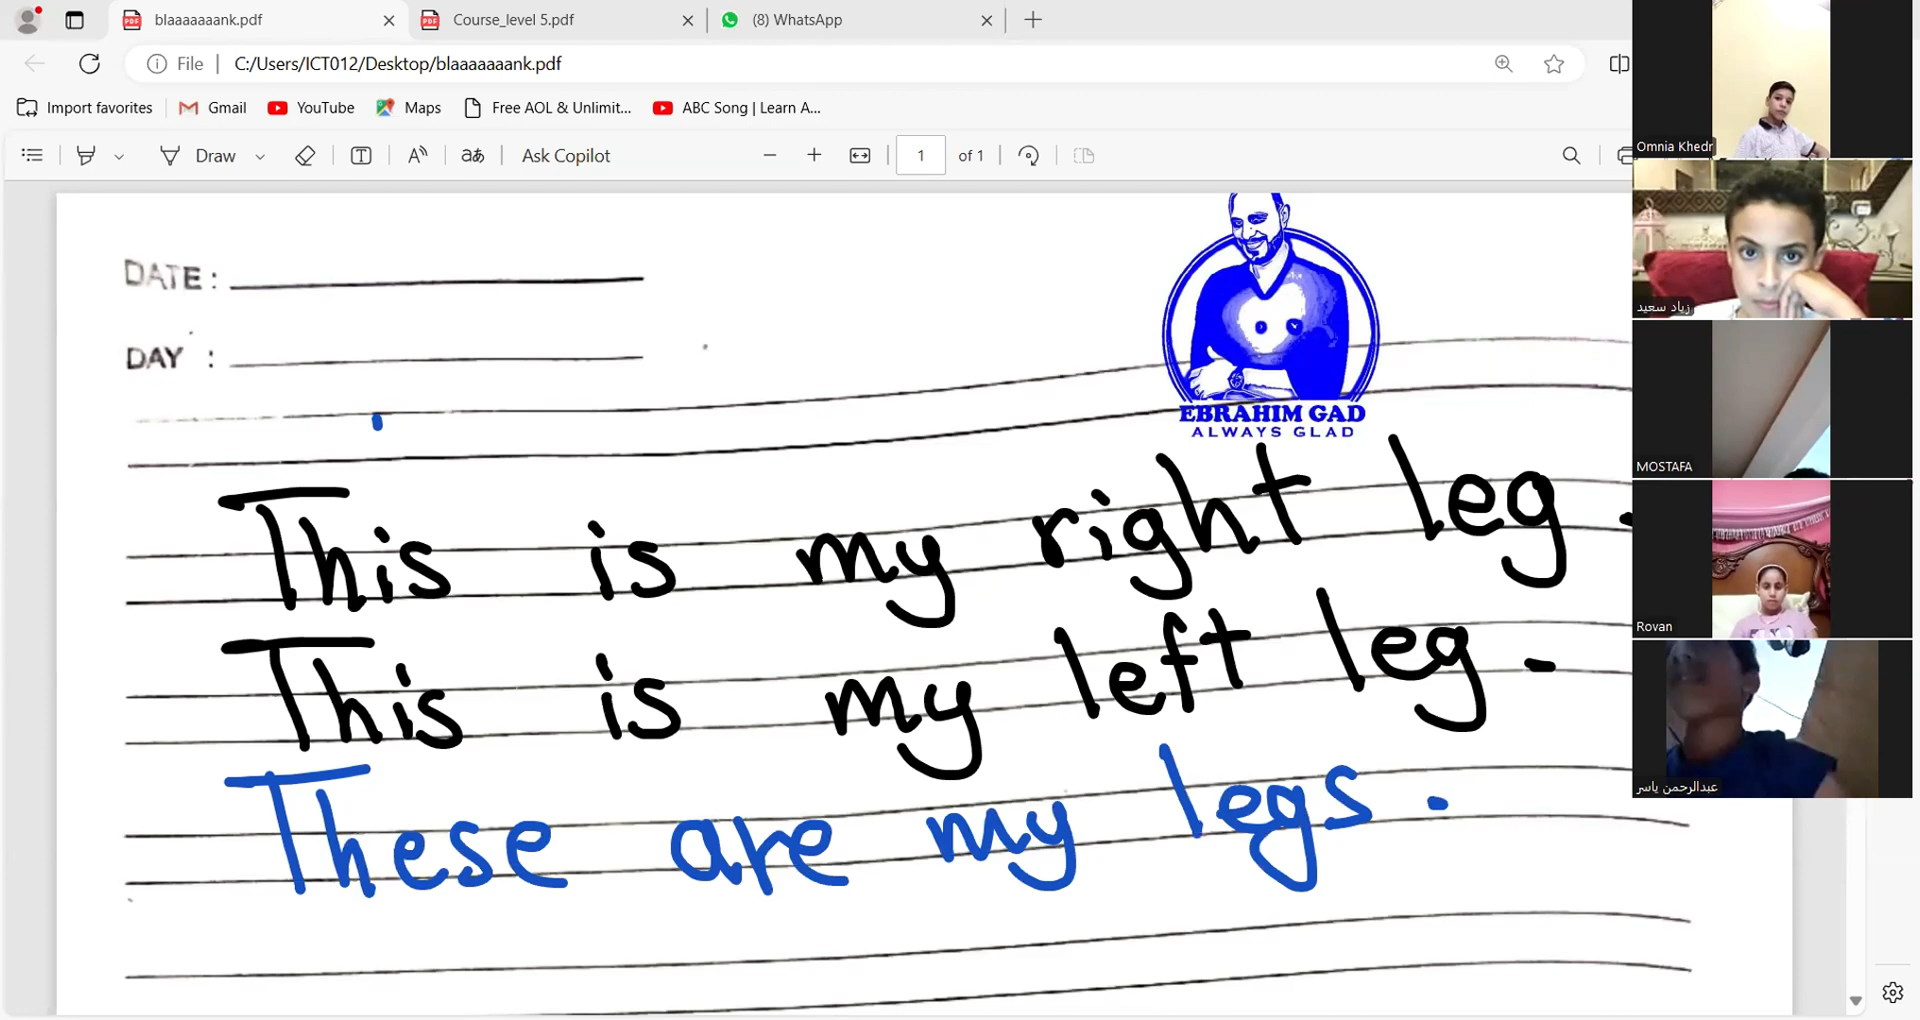 blaaaaaaank.pdf
Course_level 5.pdf
(8) WhatsApp
File
C:/Users/ICT012/Desktop/blaaaaaaank.pdf
Import favorites
Gmail
YouTube
Maps
Free AOL & Unlimit...
ABC Song | Learn A...
Draw
aあ
Ask Copilot
1
of 1
DATE :
DAY :
EBRAHIM GAD
ALWAYS GLAD
This is my right leg.
This is my left leg.
These are my legs.
Omnia Khedr
زياد سعيد
MOSTAFA
Rovan
عبدالرحمن ياسر